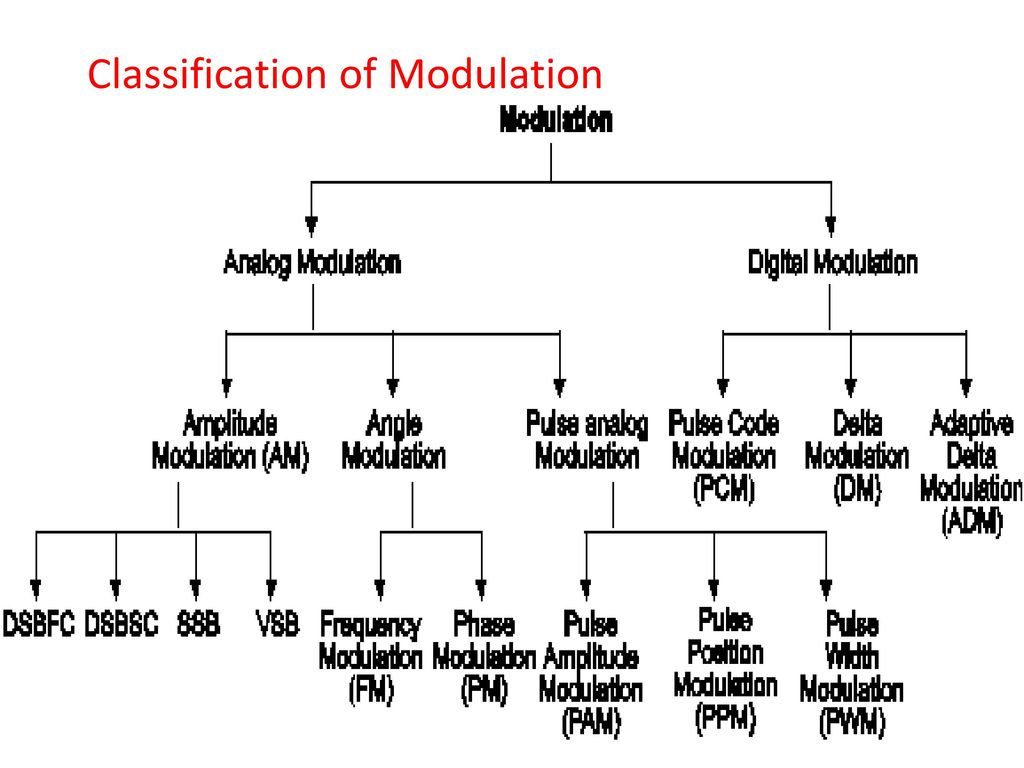 Classification of Modulation
Modulation
Analog Modulation
Digital Modulation
Amplitude
Modulation (AM)
Angle
Modulation
Pulse analog
Modulation
Pulse Code
Modulation
(PCM)
Delta
Modulation
(DM)
Adaptive
Delta
Modulation
(ADM)
DSBFC
DSBSC
SSB
VSB
Frequency
Modulation
(FM)
Phase
Modulation
(PM)
Pulse
Amplitude
Modulation
(PAM)
Pulse
Position
Modulation
(PPM)
Pulse
Width
Modulation
(PWM)